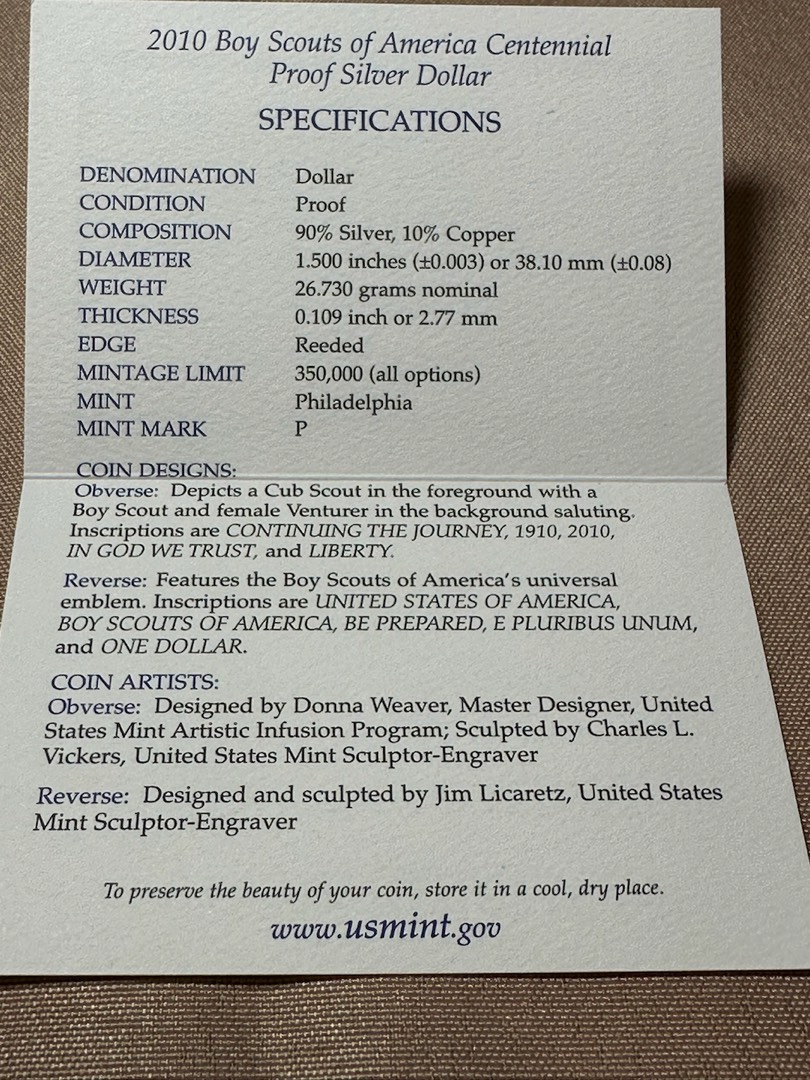 2010 Boy Scouts of America Centennial
Proof Silver Dollar
SPECIFICATIONS
DENOMINATION Dollar
CONDITION Proof
COMPOSITION 90% Silver, 10% Copper
DIAMETER 1.500 inches (±0.003) or 38.10 mm (±0.08)
WEIGHT 26.730 grams nominal
THICKNESS 0.109 inch or 2.77 mm
EDGE Reeded
MINTAGE LIMIT 350,000 (all options)
MINT Philadelphia
MINT MARK P
COIN DESIGNS:
Obverse: Depicts a Cub Scout in the foreground with a
Boy Scout and female Venturer in the background saluting.
Inscriptions are CONTINUING THE JOURNEY, 1910, 2010,
IN GOD WE TRUST, and LIBERTY.
Reverse: Features the Boy Scouts of America's universal
emblem. Inscriptions are UNITED STATES OF AMERICA,
BOY SCOUTS OF AMERICA, BE PREPARED, E PLURIBUS UNUM,
and ONE DOLLAR.
COIN ARTISTS:
Obverse: Designed by Donna Weaver, Master Designer, United
States Mint Artistic Infusion Program; Sculpted by Charles L.
Vickers, United States Mint Sculptor-Engraver
Reverse: Designed and sculpted by Jim Licaretz, United States
Mint Sculptor-Engraver
To preserve the beauty of your coin, store it in a cool, dry place.
www.usmint.gov